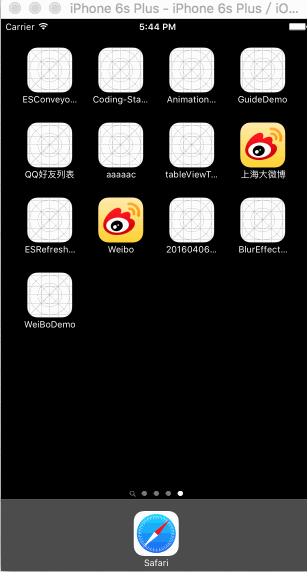 iPhone 6s Plus - iPhone 6s Plus / iO...
Carrier 5:44 PM
ESConveyo... Coding-Sta... Animation... GuideDemo
QQ好友列表 aaaaac tableViewT... 上海大微博
ESRefresh... Weibo 20160406... BlurEffect...
WeiBoDemo
Safari